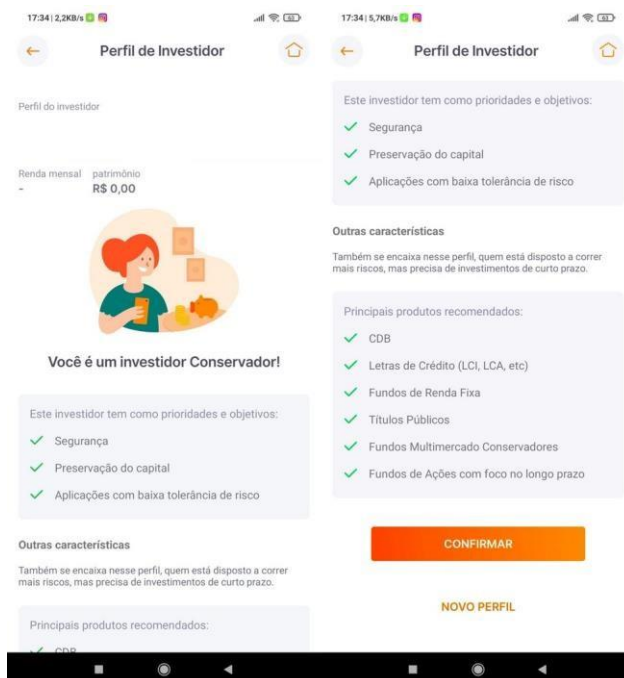 17:34 | 2,2KB/s
63
Perfil de Investidor
Perfil do investidor
Renda mensal patrimônio
- R$ 0,00
Você é um investidor Conservador!
Este investidor tem como prioridades e objetivos:
Segurança
Preservação do capital
Aplicações com baixa tolerância de risco
Outras características
Também se encaixa nesse perfil, quem está disposto a correr
mais riscos, mas precisa de investimentos de curto prazo.
Principais produtos recomendados:
CDB
17:34 | 5,7KB/s
63
Perfil de Investidor
Este investidor tem como prioridades e objetivos:
Segurança
Preservação do capital
Aplicações com baixa tolerância de risco
Outras características
Também se encaixa nesse perfil, quem está disposto a correr
mais riscos, mas precisa de investimentos de curto prazo.
Principais produtos recomendados:
CDB
Letras de Crédito (LCI, LCA, etc)
Fundos de Renda Fixa
Títulos Públicos
Fundos Multimercado Conservadores
Fundos de Ações com foco no longo prazo
CONFIRMAR
NOVO PERFIL